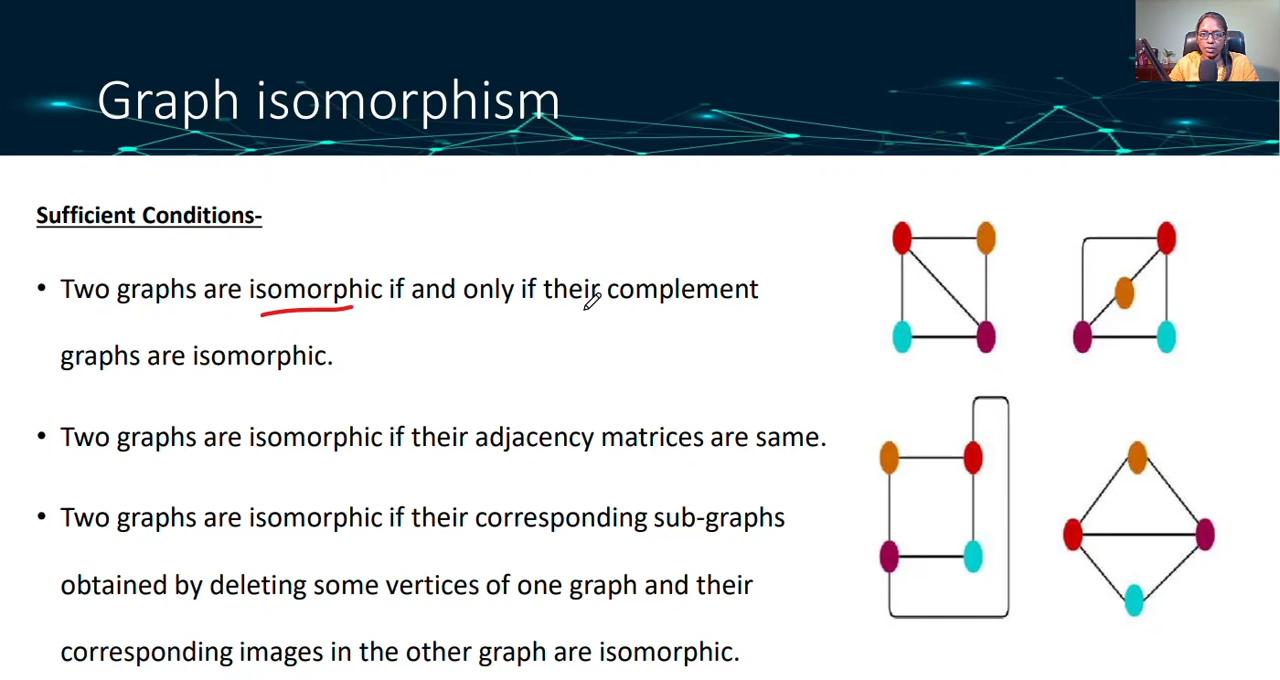 Graph isomorphism
Sufficient Conditions-
• Two graphs are isomorphic if and only if their complement
graphs are isomorphic.
• Two graphs are isomorphic if their adjacency matrices are same.
• Two graphs are isomorphic if their corresponding sub-graphs
obtained by deleting some vertices of one graph and their
corresponding images in the other graph are isomorphic.